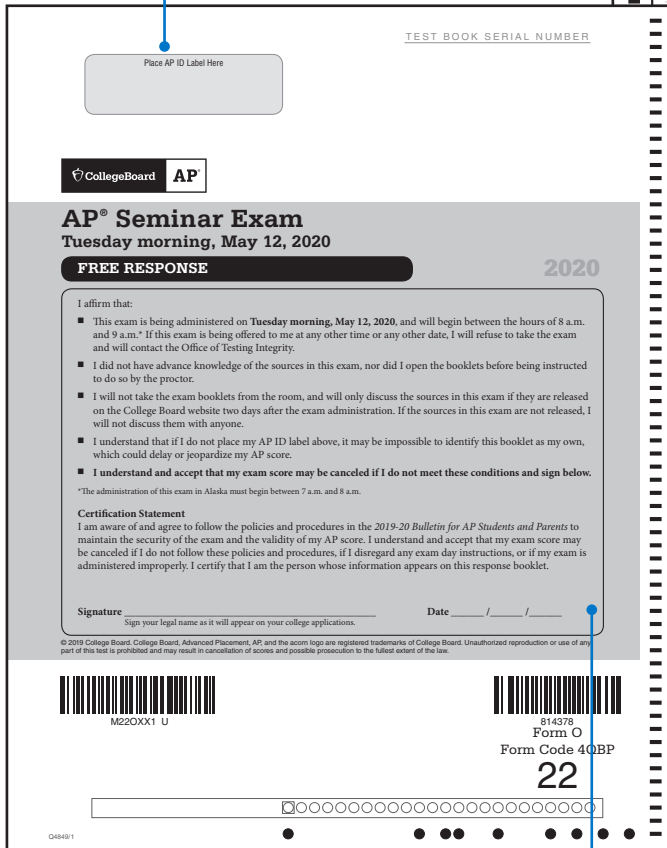 TEST BOOK SERIAL NUMBER
Place AP ID Label Here
CollegeBoard AP®
AP® Seminar Exam
Tuesday morning, May 12, 2020
FREE RESPONSE
2020
I affirm that:
■ This exam is being administered on Tuesday morning, May 12, 2020, and will begin between the hours of 8 a.m.
and 9 a.m.* If this exam is being offered to me at any other time or any other date, I will refuse to take the exam
and will contact the Office of Testing Integrity.
■ I did not have advance knowledge of the sources in this exam, nor did I open the booklets before being instructed
to do so by the proctor.
■ I will not take the exam booklets from the room, and will only discuss the sources in this exam if they are released
on the College Board website two days after the exam administration. If the sources in this exam are not released, I
will not discuss them with anyone.
■ I understand that if I do not place my AP ID label above, it may be impossible to identify this booklet as my own,
which could delay or jeopardize my AP score.
■ I understand and accept that my exam score may be canceled if I do not meet these conditions and sign below.
*The administration of this exam in Alaska must begin between 7 a.m. and 8 a.m.
Certification Statement
I am aware of and agree to follow the policies and procedures in the 2019-20 Bulletin for AP Students and Parents to
maintain the security of the exam and the validity of my AP score. I understand and accept that my exam score may
be canceled if I do not follow these policies and procedures, if I disregard any exam day instructions, or if my exam is
administered improperly. I certify that I am the person whose information appears on this response booklet.
Signature ______ Date ______ /______ /______
Sign your legal name as it will appear on your college applications.
© 2019 College Board. College Board, Advanced Placement, AP, and the acorn logo are registered trademarks of College Board. Unauthorized reproduction or use of any
part of this test is prohibited and may result in cancellation of scores and possible prosecution to the fullest extent of the law.
M22OXX1 U
814378
Form O
Form Code 4QBP
22
Q4849/1